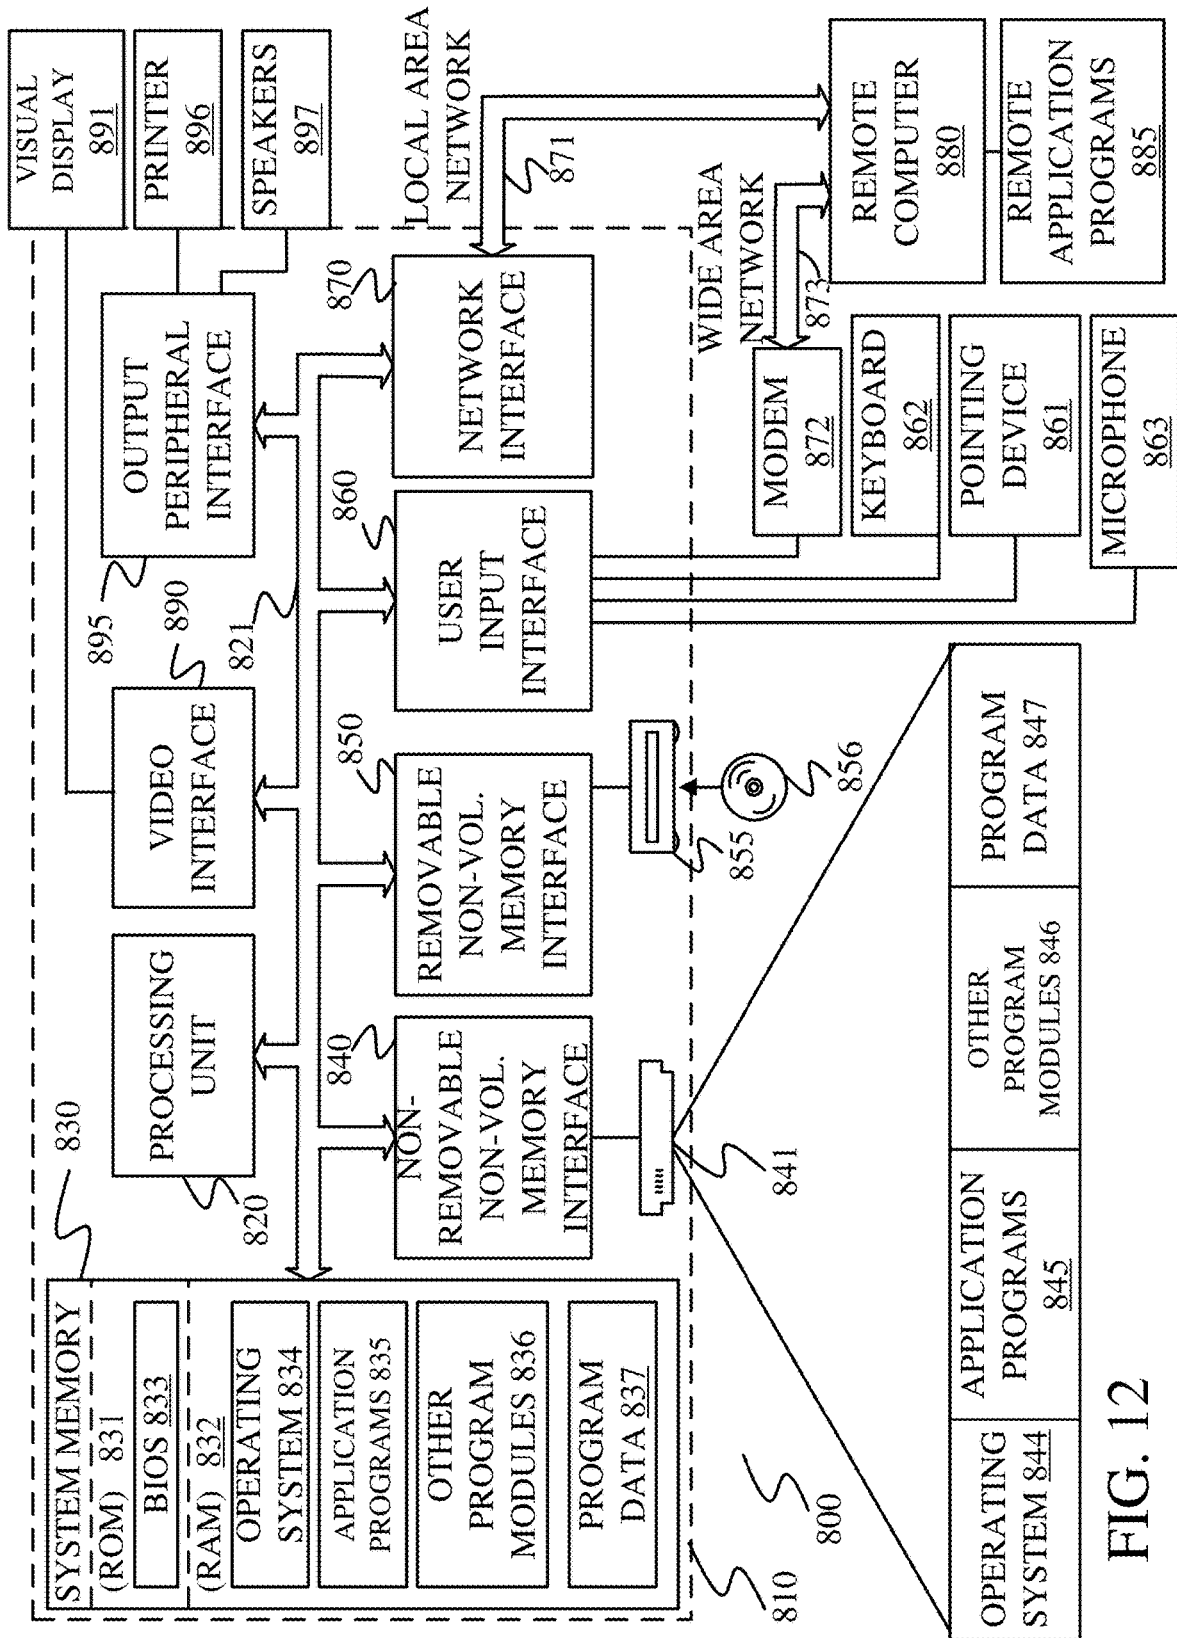 SYSTEM MEMORY
(ROM) 831
BIOS 833
(RAM) 832
OPERATING
SYSTEM 834
APPLICATION
PROGRAMS 835
OTHER
PROGRAM
MODULES 836
PROGRAM
DATA 837
830
PROCESSING
UNIT
820
VIDEO
INTERFACE
890
821
OUTPUT
PERIPHERAL
INTERFACE
895
VISUAL
DISPLAY
891
PRINTER
896
SPEAKERS
897
NON-
REMOVABLE
NON-VOL.
MEMORY
INTERFACE
840
REMOVABLE
NON-VOL.
MEMORY
INTERFACE
850
USER
INPUT
INTERFACE
860
NETWORK
INTERFACE
870
LOCAL AREA
NETWORK
871
810
800
841
855
856
WIDE AREA
NETWORK
873
MODEM
872
KEYBOARD
862
POINTING
DEVICE
861
MICROPHONE
863
REMOTE
COMPUTER
880
REMOTE
APPLICATION
PROGRAMS
885
OPERATING
SYSTEM 844
APPLICATION
PROGRAMS
845
OTHER
PROGRAM
MODULES 846
PROGRAM
DATA 847
FIG. 12